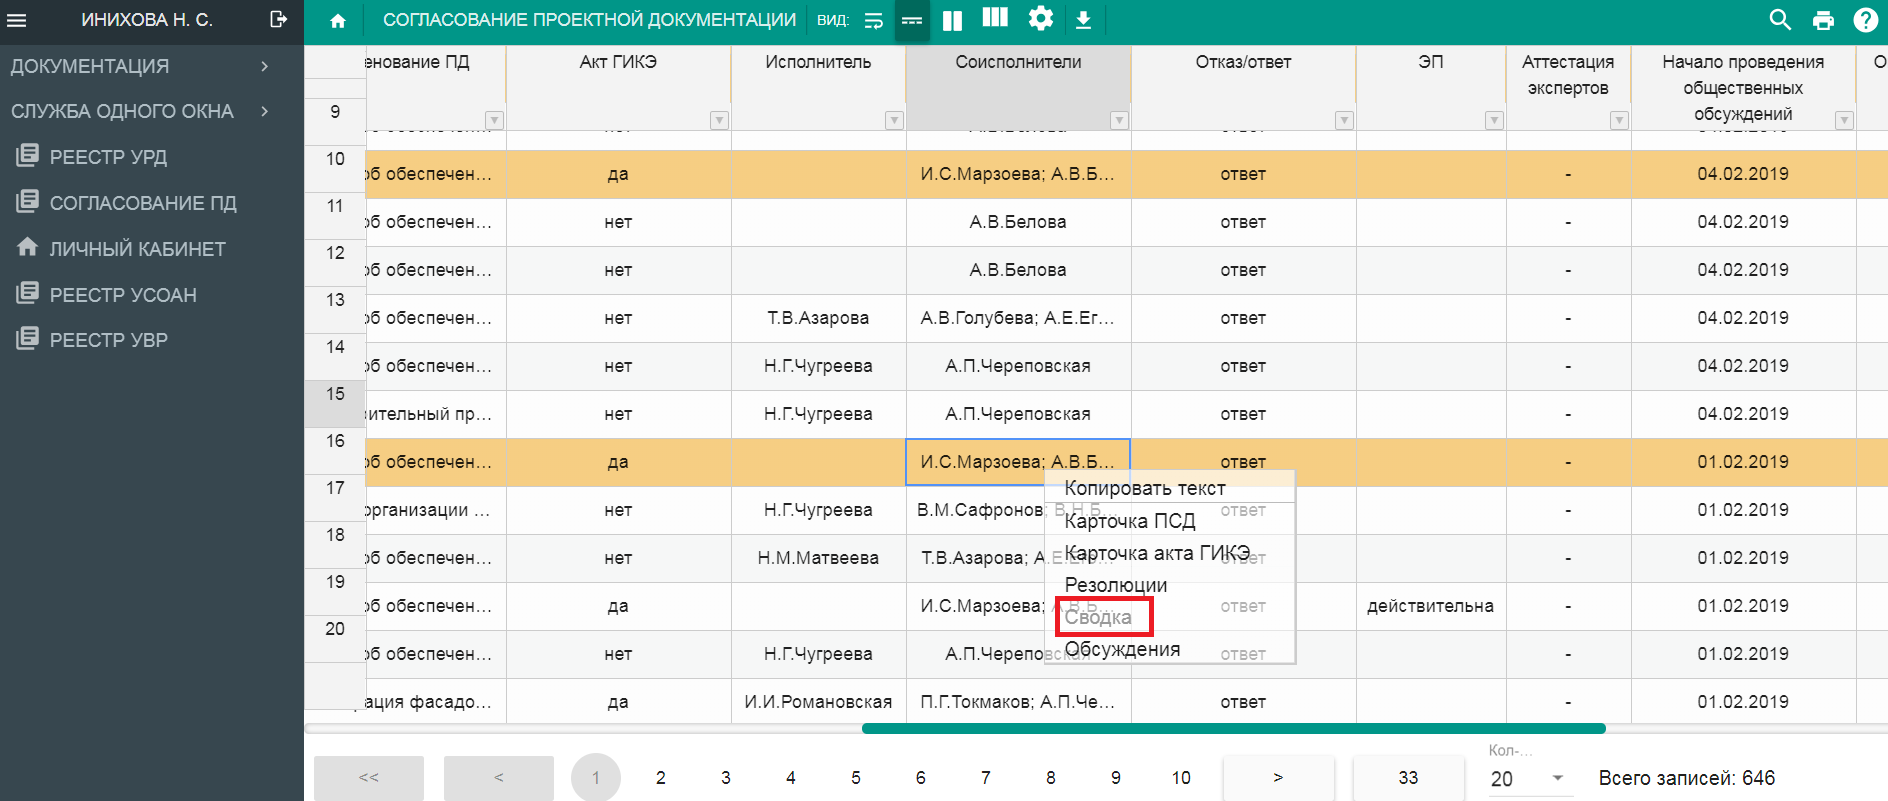 ИНИХОВА Н. С.
СОГЛАСОВАНИЕ ПРОЕКТНОЙ ДОКУМЕНТАЦИИ ВИД:
ДОКУМЕНТАЦИЯ
СЛУЖБА ОДНОГО ОКНА
РЕЕСТР УРД
СОГЛАСОВАНИЕ ПД
ЛИЧНЫЙ КАБИНЕТ
РЕЕСТР УСОАН
РЕЕСТР УВР
енование ПД Акт ГИКЭ Исполнитель Соисполнители Отказ/ответ ЭП Аттестация экспертов Начало проведения общественных обсуждений О
9
10
11
12
13
14
15
16
17
18
19
20
об обеспечен... да И.С.Марзоева; А.В.Б... ответ - 04.02.2019
об обеспечен... нет А.В.Белова ответ - 04.02.2019
об обеспечен... нет А.В.Белова ответ - 04.02.2019
об обеспечен... нет Т.В.Азарова А.В.Голубева; А.Е.Ег... ответ - 04.02.2019
об обеспечен... нет Н.Г.Чугреева А.П.Череповская ответ - 04.02.2019
ительный пр... нет Н.Г.Чугреева А.П.Череповская ответ - 04.02.2019
об обеспечен... да И.С.Марзоева; А.В.Б... ответ - 01.02.2019
организации ... нет Н.Г.Чугреева В.М.Сафронов; В.Н.Б... ответ - 01.02.2019
об обеспечен... нет Н.М.Матвеева Т.В.Азарова; А.Е.Ег... ответ - 01.02.2019
об обеспечен... да И.С.Марзоева; А.В.Б... ответ действительна - 01.02.2019
об обеспечен... нет Н.Г.Чугреева А.П.Череповская ответ - 01.02.2019
рация фасадо... да И.И.Романовская П.Г.Токмаков; А.П.Че... ответ - 01.02.2019
Копировать текст
Карточка ПСД
Карточка акта ГИКЭ
Резолюции
Сводка
Обсуждения
<< < 1 2 3 4 5 6 7 8 9 10 > 33
Кол-...
20
Всего записей: 646